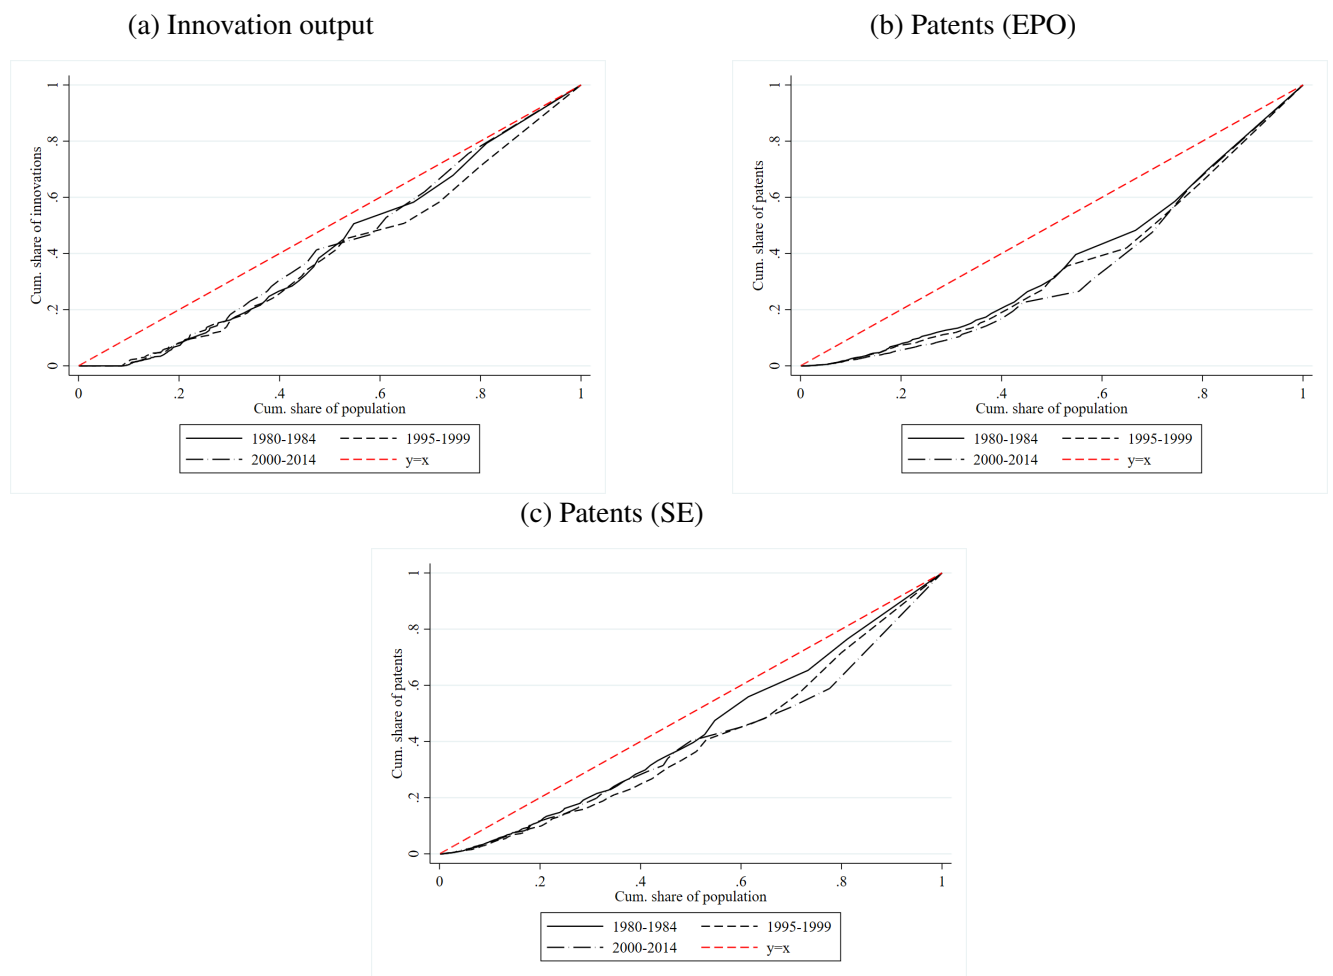 (a) Innovation output
Cum. share of innovations
0 .2 .4 .6 .8 1
0 .2 .4 .6 .8 1
Cum. share of population
1980-1984 1995-1999
2000-2014 y=x
(b) Patents (EPO)
Cum. share of patents
0 .2 .4 .6 .8 1
0 .2 .4 .6 .8 1
Cum. share of population
1980-1984 1995-1999
2000-2014 y=x
(c) Patents (SE)
Cum. share of patents
0 .2 .4 .6 .8 1
0 .2 .4 .6 .8 1
Cum. share of population
1980-1984 1995-1999
2000-2014 y=x